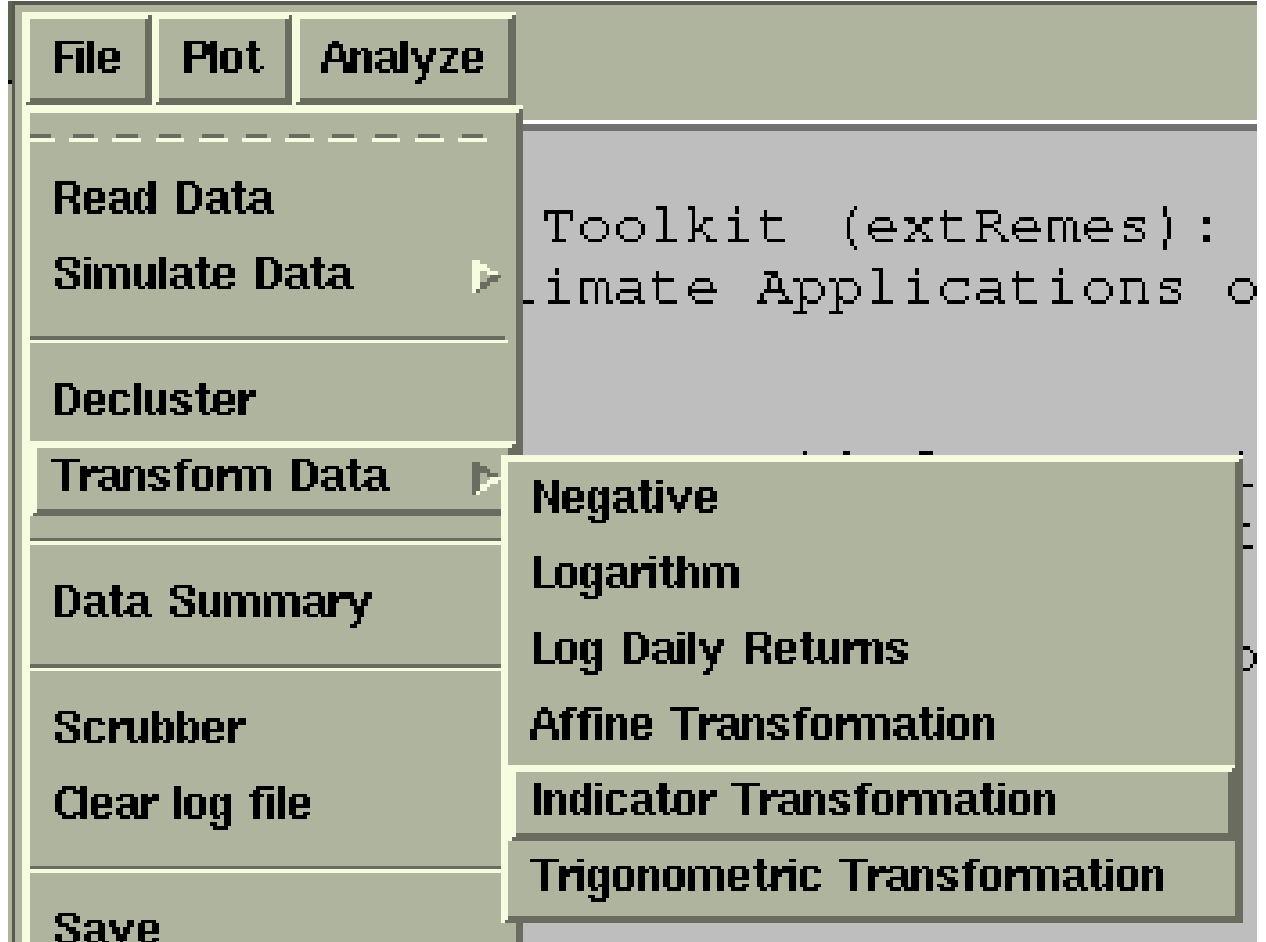 File Plot Analyze
Read Data
Simulate Data
Decluster
Transform Data
Data Summary
Scrubber
Clear log file
Save
Toolkit (extRemes):
limate Applications o
Negative
Logarithm
Log Daily Returns
Affine Transformation
Indicator Transformation
Trigonometric Transformation